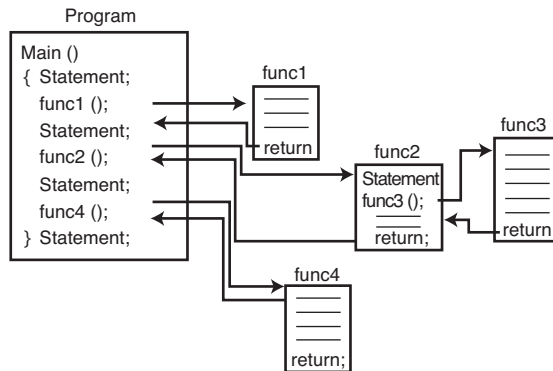 Program
Main ()
{ Statement;
func1 ();
Statement;
func2 ();
Statement;
func4 ();
} Statement;
func1
return
func2
Statement
func3 ();
return;
func3
return
func4
return;